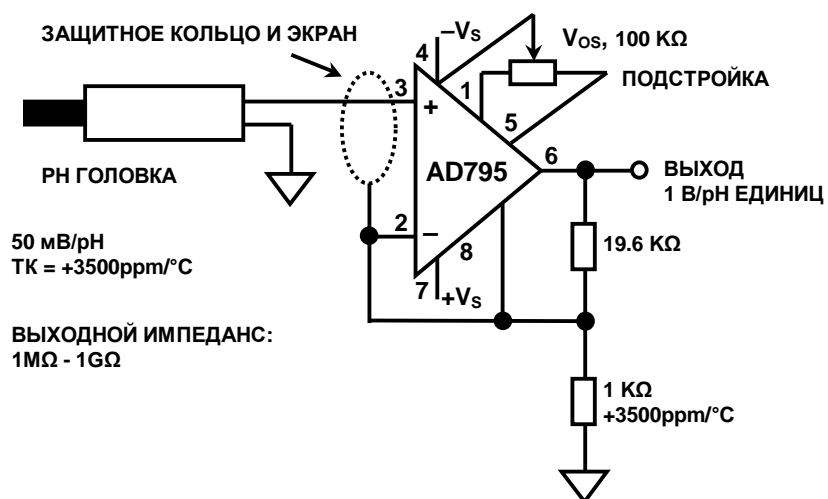 ЗАЩИТНОЕ КОЛЬЦО И ЭКРАН
4
–VS
VOS, 100 KΩ
1
ПОДСТРОЙКА
3
+
5
AD795
6
PH ГОЛОВКА
ВЫХОД
1 В/pH ЕДИНИЦ
2
–
8
19.6 KΩ
50 мВ/pH
ТК = +3500ppm/°C
7
+VS
ВЫХОДНОЙ ИМПЕДАНС:
1MΩ - 1GΩ
1 KΩ
+3500ppm/°C